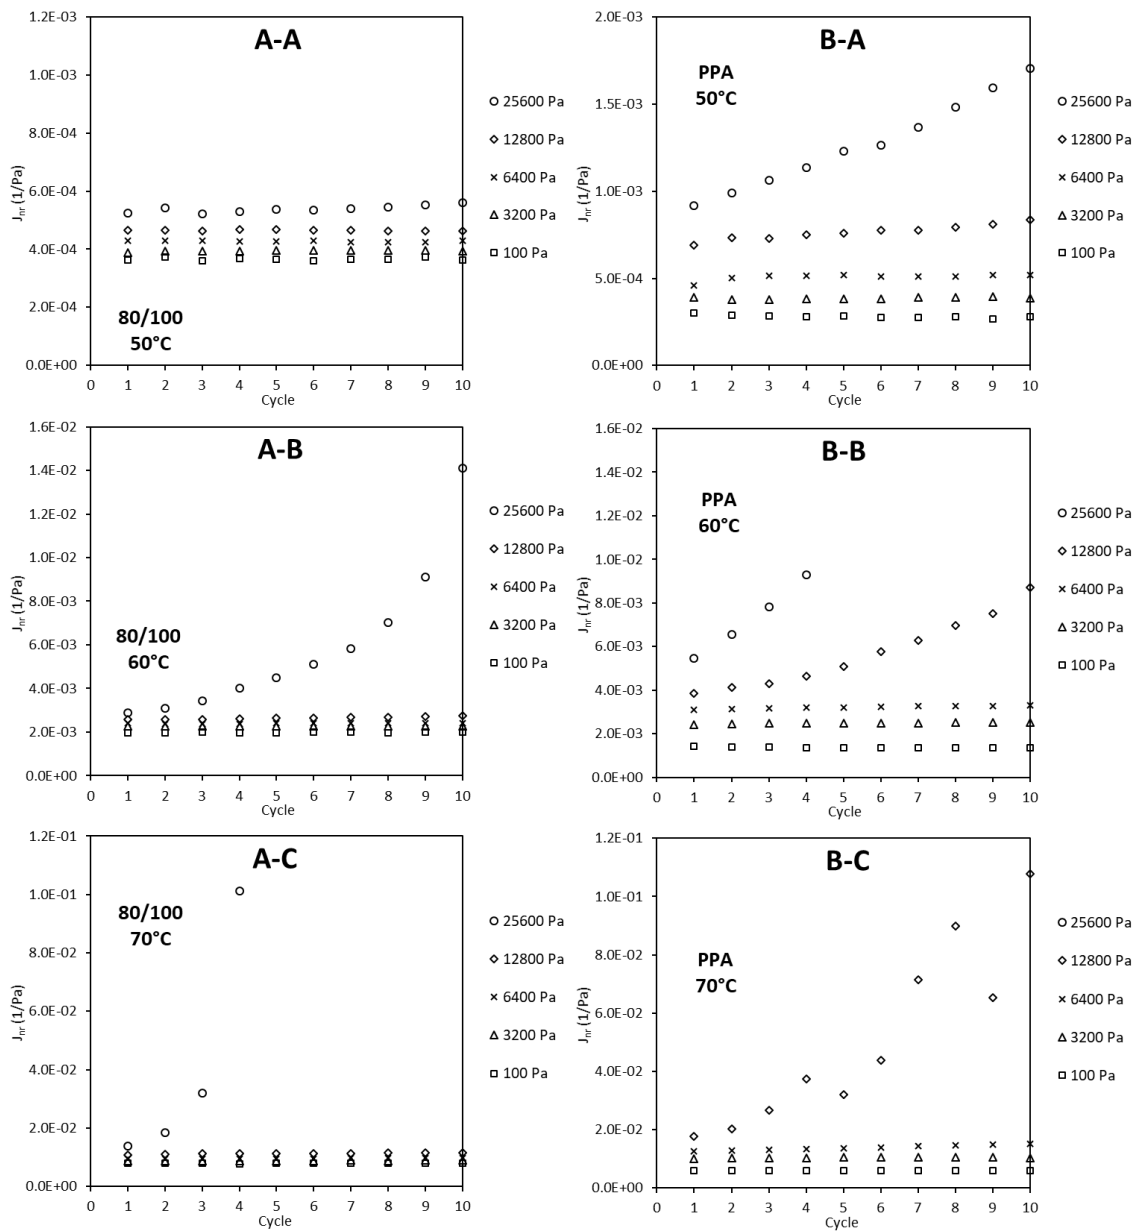 A-A
1.2E-03
1.0E-03
8.0E-04
6.0E-04
4.0E-04
2.0E-04
0.0E+00
Jnr (1/Pa)
80/100
50°C
0 1 2 3 4 5 6 7 8 9 10
Cycle
25600 Pa
12800 Pa
6400 Pa
3200 Pa
100 Pa
B-A
2.0E-03
1.5E-03
1.0E-03
5.0E-04
0.0E+00
Jnr (1/Pa)
PPA
50°C
0 1 2 3 4 5 6 7 8 9 10
Cycle
25600 Pa
12800 Pa
6400 Pa
3200 Pa
100 Pa
A-B
1.6E-02
1.4E-02
1.2E-02
1.0E-02
8.0E-03
6.0E-03
4.0E-03
2.0E-03
0.0E+00
Jnr (1/Pa)
80/100
60°C
0 1 2 3 4 5 6 7 8 9 10
Cycle
25600 Pa
12800 Pa
6400 Pa
3200 Pa
100 Pa
B-B
1.6E-02
1.4E-02
1.2E-02
1.0E-02
8.0E-03
6.0E-03
4.0E-03
2.0E-03
0.0E+00
Jnr (1/Pa)
PPA
60°C
0 1 2 3 4 5 6 7 8 9 10
Cycle
25600 Pa
12800 Pa
6400 Pa
3200 Pa
100 Pa
A-C
1.2E-01
1.0E-01
8.0E-02
6.0E-02
4.0E-02
2.0E-02
0.0E+00
Jnr (1/Pa)
80/100
70°C
0 1 2 3 4 5 6 7 8 9 10
Cycle
25600 Pa
12800 Pa
6400 Pa
3200 Pa
100 Pa
B-C
1.2E-01
1.0E-01
8.0E-02
6.0E-02
4.0E-02
2.0E-02
0.0E+00
Jnr (1/Pa)
PPA
70°C
0 1 2 3 4 5 6 7 8 9 10
Cycle
25600 Pa
12800 Pa
6400 Pa
3200 Pa
100 Pa